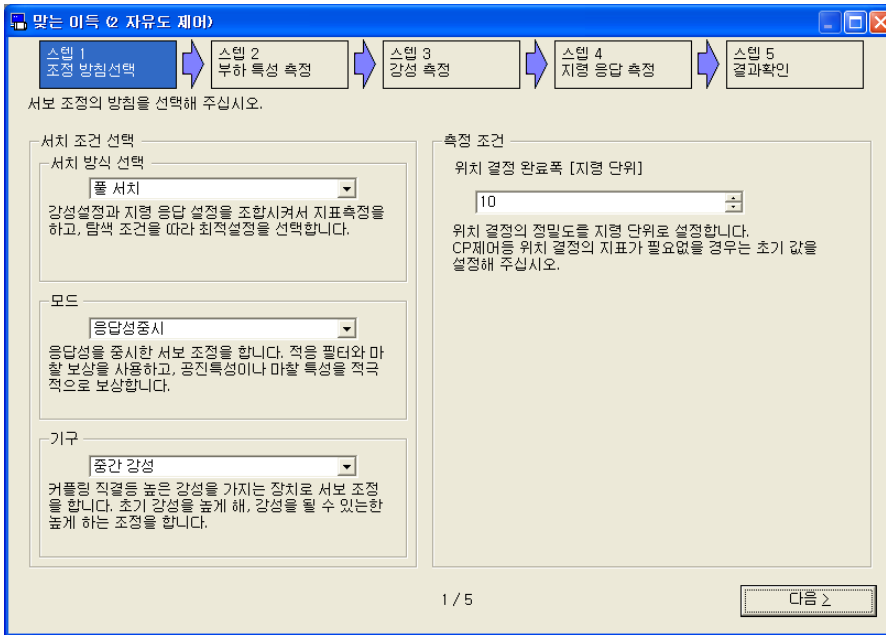 맞는 이득 (2 자유도 제어)
스텝 1
조정 방침선택
스텝 2
부하 특성 측정
스텝 3
강성 측정
스텝 4
지령 응답 측정
스텝 5
결과확인
서보 조정의 방침을 선택해 주십시오.
서치 조건 선택
서치 방식 선택
풀 서치
강성설정과 지령 응답 설정을 조합시켜서 지표측정을
하고, 탐색 조건을 따라 최적설정을 선택합니다.
모드
응답성중시
응답성을 중시한 서보 조정을 합니다. 적응 필터와 마
찰 보상을 사용하고, 공진특성이나 마찰 특성을 적극
적으로 보상합니다.
기구
중간 강성
커플링 직결등 높은 강성을 가지는 장치로 서보 조정
을 합니다. 초기 강성을 높게 해, 강성을 될 수 있는한
높게 하는 조정을 합니다.
측정 조건
위치 결정 완료폭 [지령 단위]
10
위치 결정의 정밀도를 지령 단위로 설정합니다.
CP제어등 위치 결정의 지표가 필요없을 경우는 초기 값을
설정해 주십시오.
1 / 5
다음 >